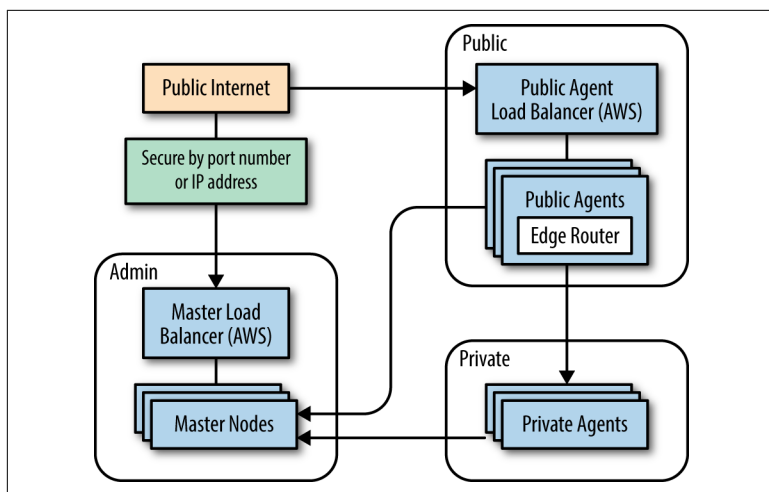 Public
Public Internet
Public Agent
Load Balancer (AWS)
Secure by port number
or IP address
Public Agents
Edge Router
Admin
Master Load
Balancer (AWS)
Master Nodes
Private
Private Agents